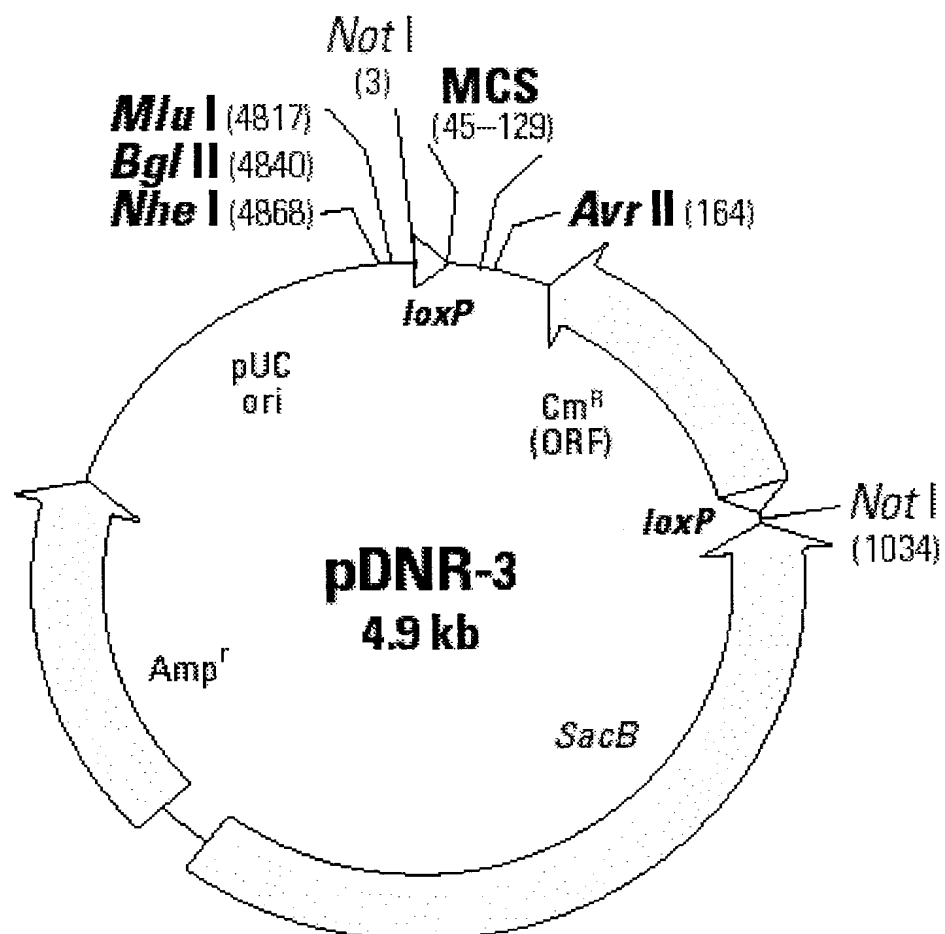 Not I
(3)
MCS
(45–129)
Mlu I (4817)
Bgl II (4840)
Nhe I (4868)
Avr II (164)
loxP
pUC
ori
Cm^R
(ORF)
loxP
Not I
(1034)
pDNR-3
4.9 kb
Amp^r
SacB